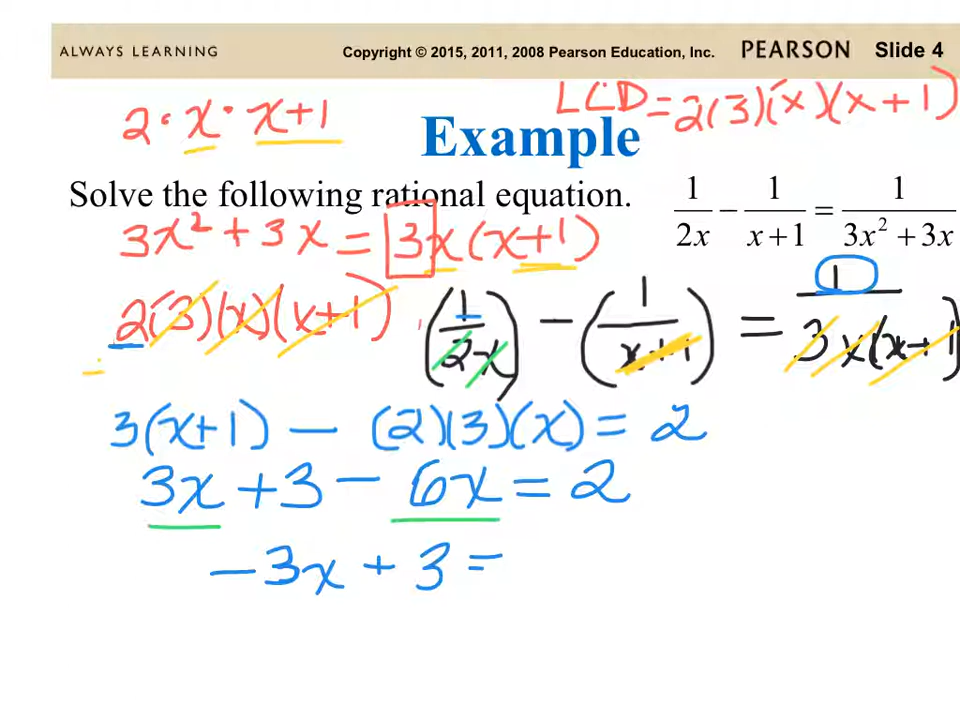 ALWAYS LEARNING Copyright © 2015, 2011, 2008 Pearson Education, Inc. PEARSON Slide 4
2 · x · x+1
LCD = 2(3)(x)(x+1)
Example
Solve the following rational equation. 1/2x − 1/x+1 = 1/3x² + 3x
3x² + 3x = 3x(x+1)
2(3)(x)(x+1) (1/2x) − (1/x+1) = 1/3x(x+1)
3(x+1) − (2)(3)(x) = 2
3x + 3 − 6x = 2
−3x + 3 =